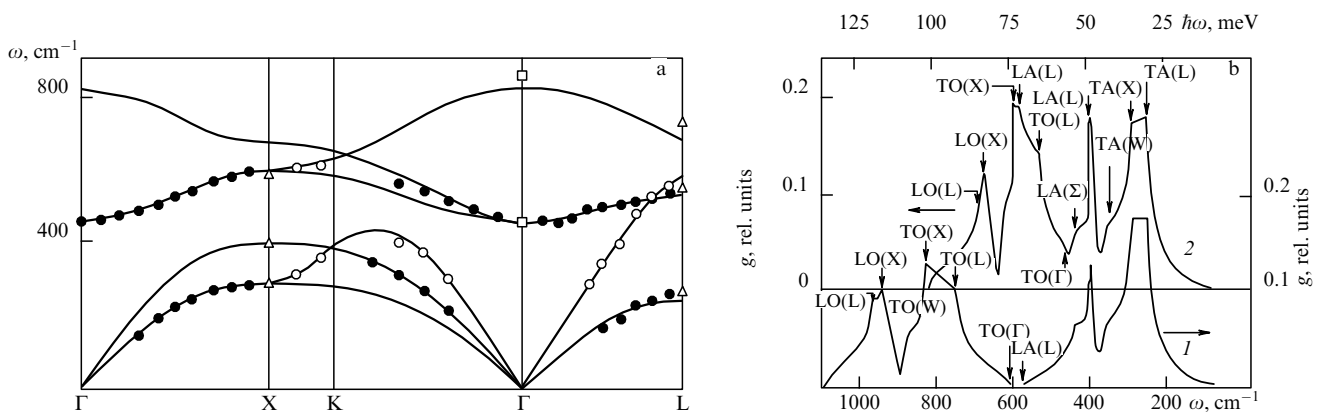 ω, cm⁻¹
a
800
400
Γ
X
K
Γ
L
125
100
75
50
25
ħω, meV
b
0.2
0.1
0
g, rel. units
TO(X)
LA(L)
LA(L)
TO(L)
TA(X)
TA(L)
LO(X)
TA(W)
LO(L)
LA(Σ)
TO(X)
TO(L)
TO(Γ)
LO(X)
LO(L)
TO(W)
TO(Γ)
LA(L)
2
1
0.2
0.1
g, rel. units
1000
800
600
400
200
ω, cm⁻¹